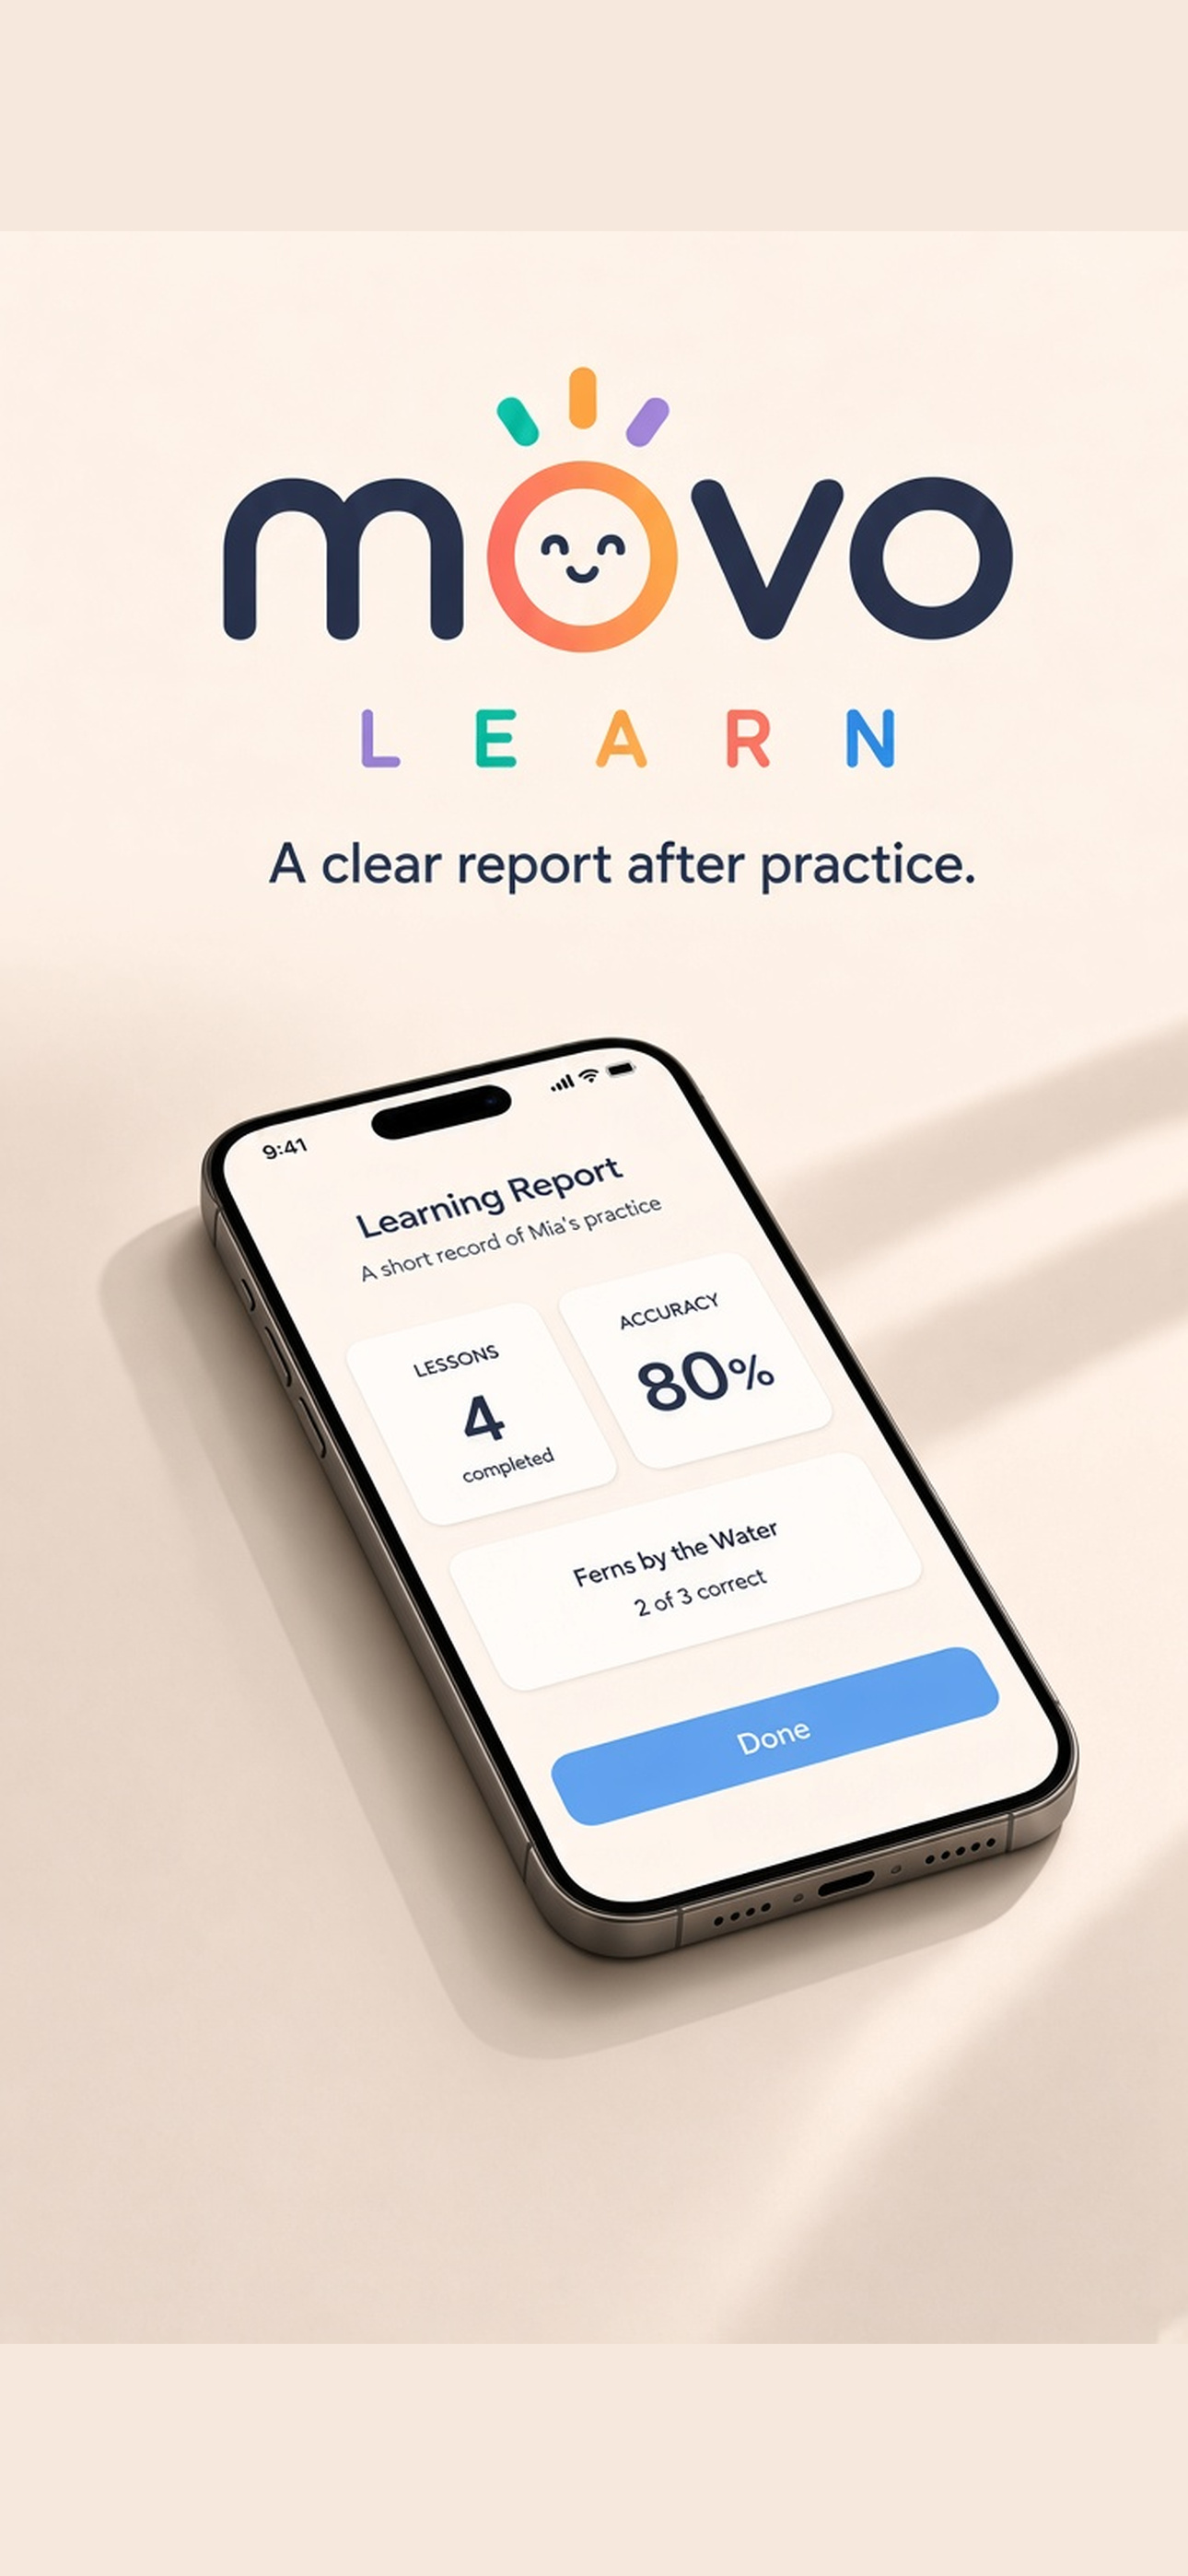 movo
LEARN
A clear report after practice.
9:41
Learning Report
A short record of Mia's practice
LESSONS
4
completed
ACCURACY
80%
Ferns by the Water
2 of 3 correct
Done